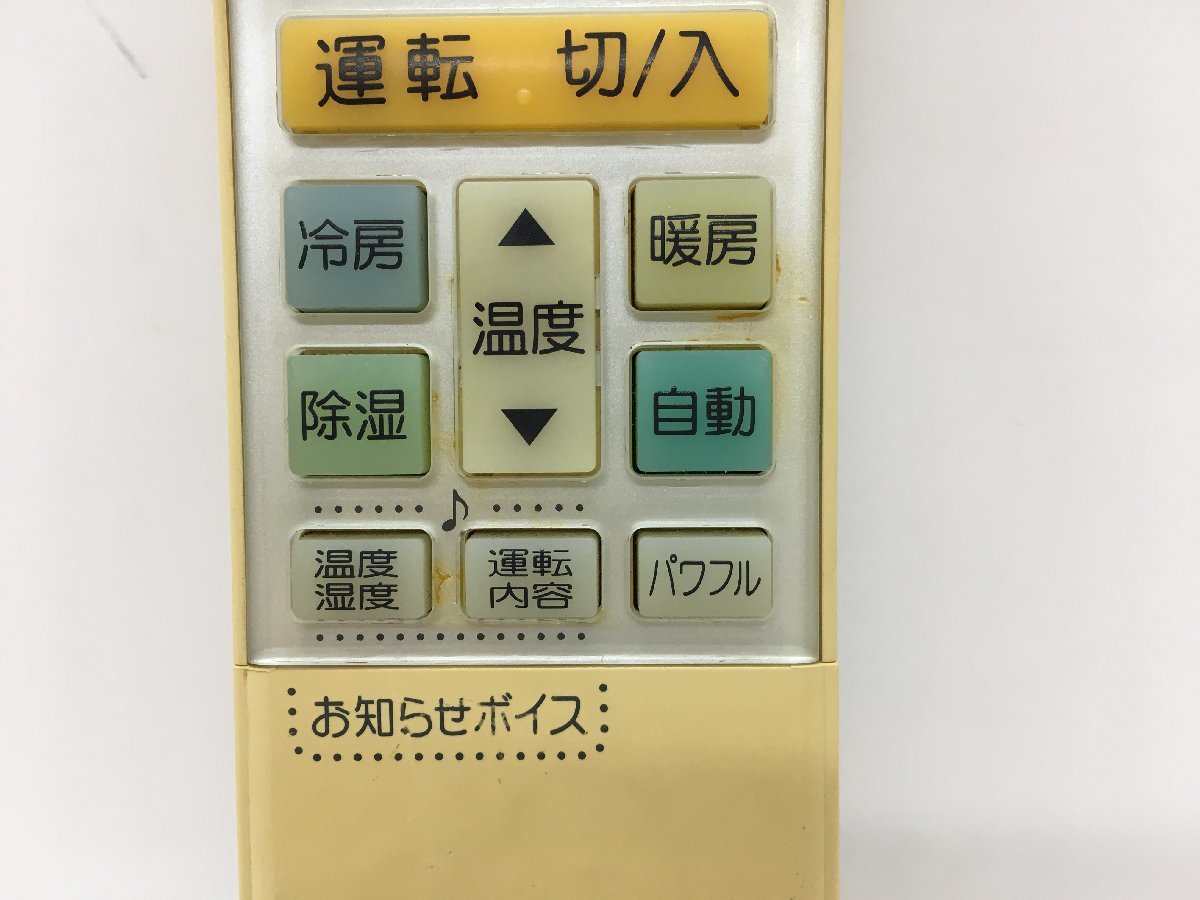 運転 切/入
冷房
▲
温度
▼
暖房
除湿
自動
♪
温度
湿度
運転
内容
パワフル
お知らせボイス